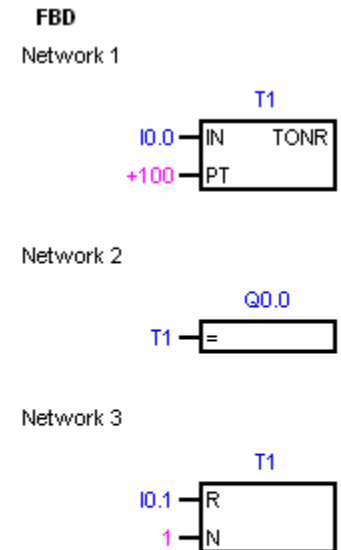 FBD
Network 1
T1
I0.0 IN TONR
+100 PT
Network 2
Q0.0
T1 =
Network 3
T1
I0.1 R
1 N